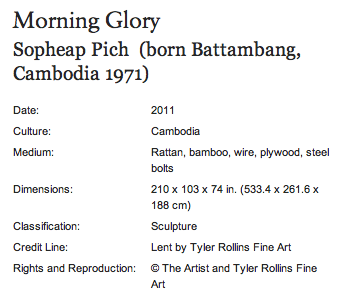 Morning Glory
Sopheap Pich (born Battambang,
Cambodia 1971)
Date: 2011
Culture: Cambodia
Medium: Rattan, bamboo, wire, plywood, steel
bolts
Dimensions: 210 x 103 x 74 in. (533.4 x 261.6 x
188 cm)
Classification: Sculpture
Credit Line: Lent by Tyler Rollins Fine Art
Rights and Reproduction: © The Artist and Tyler Rollins Fine
Art